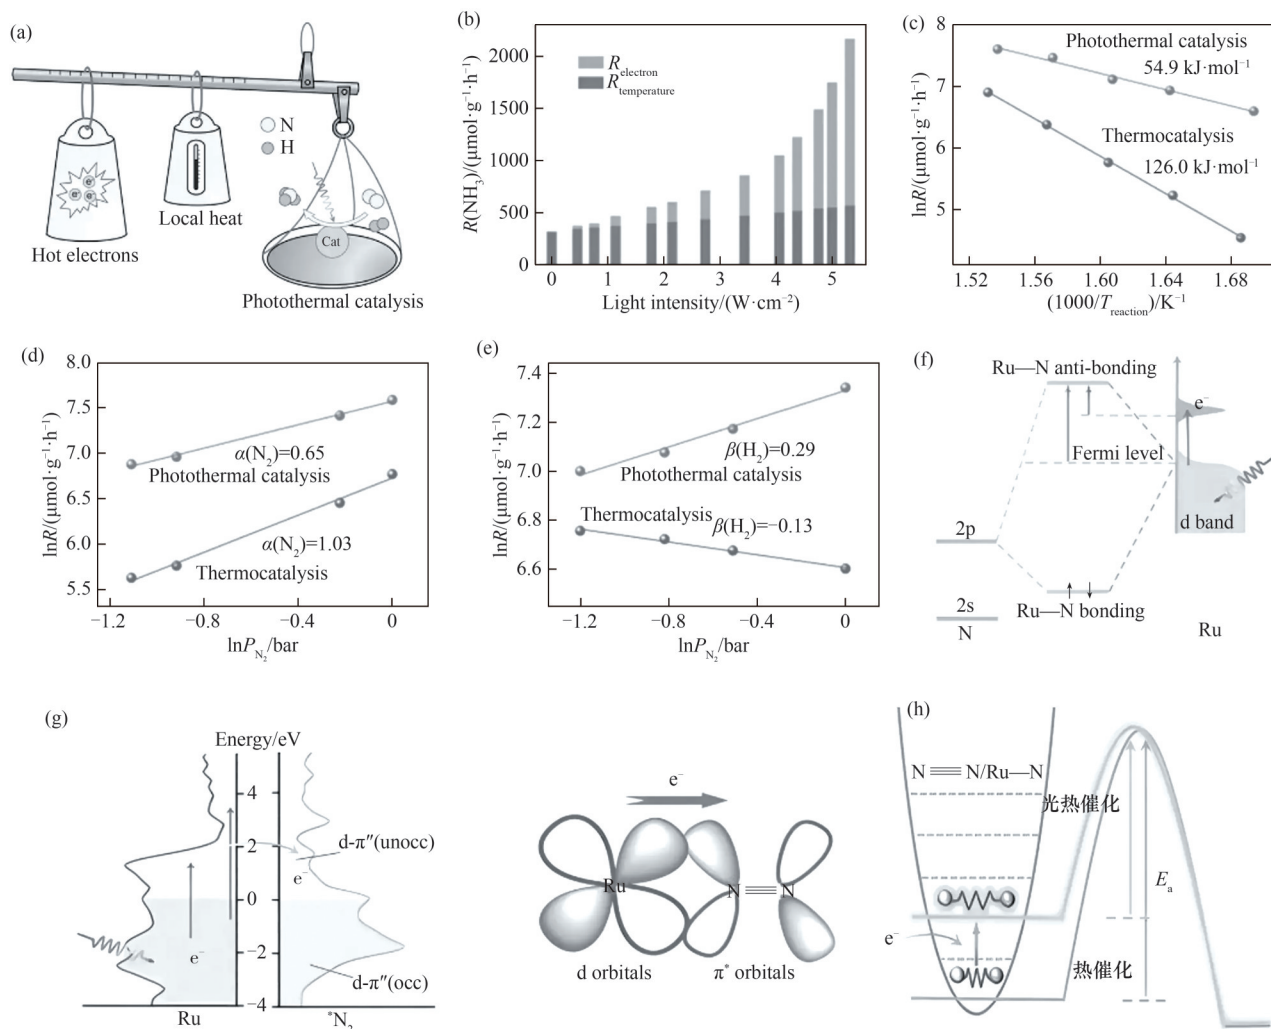 (a)
N
H
Hot electrons
Local heat
Cat
Photothermal catalysis
(b)
R(NH₃)/(μmol·g⁻¹·h⁻¹)
2000
1500
1000
500
0
R_electron
R_temperature
0 1 2 3 4 5
Light intensity/(W·cm⁻²)
(c)
lnR/(μmol·g⁻¹·h⁻¹)
8
7
6
5
Photothermal catalysis
54.9 kJ·mol⁻¹
Thermocatalysis
126.0 kJ·mol⁻¹
1.52 1.56 1.60 1.64 1.68
(1000/T_reaction)/K⁻¹
(d)
lnR/(μmol·g⁻¹·h⁻¹)
8.0
7.5
7.0
6.5
6.0
5.5
α(N₂)=0.65
Photothermal catalysis
α(N₂)=1.03
Thermocatalysis
−1.2 −0.8 −0.4 0
lnP_N₂/bar
(e)
lnR/(μmol·g⁻¹·h⁻¹)
7.4
7.2
7.0
6.8
6.6
β(H₂)=0.29
Photothermal catalysis
Thermocatalysis
β(H₂)=−0.13
−1.2 −0.8 −0.4 0
lnP_N₂/bar
(f)
Ru—N anti-bonding
e⁻
Fermi level
d band
2p
2s
N
Ru—N bonding
Ru
(g)
Energy/eV
4
2
0
−2
−4
d-π″(unocc)
e⁻
e⁻
d-π″(occ)
Ru
*N₂
e⁻
Ru
N≡N
d orbitals
π* orbitals
(h)
N≡N/Ru—N
光热催化
Eₐ
e⁻
热催化